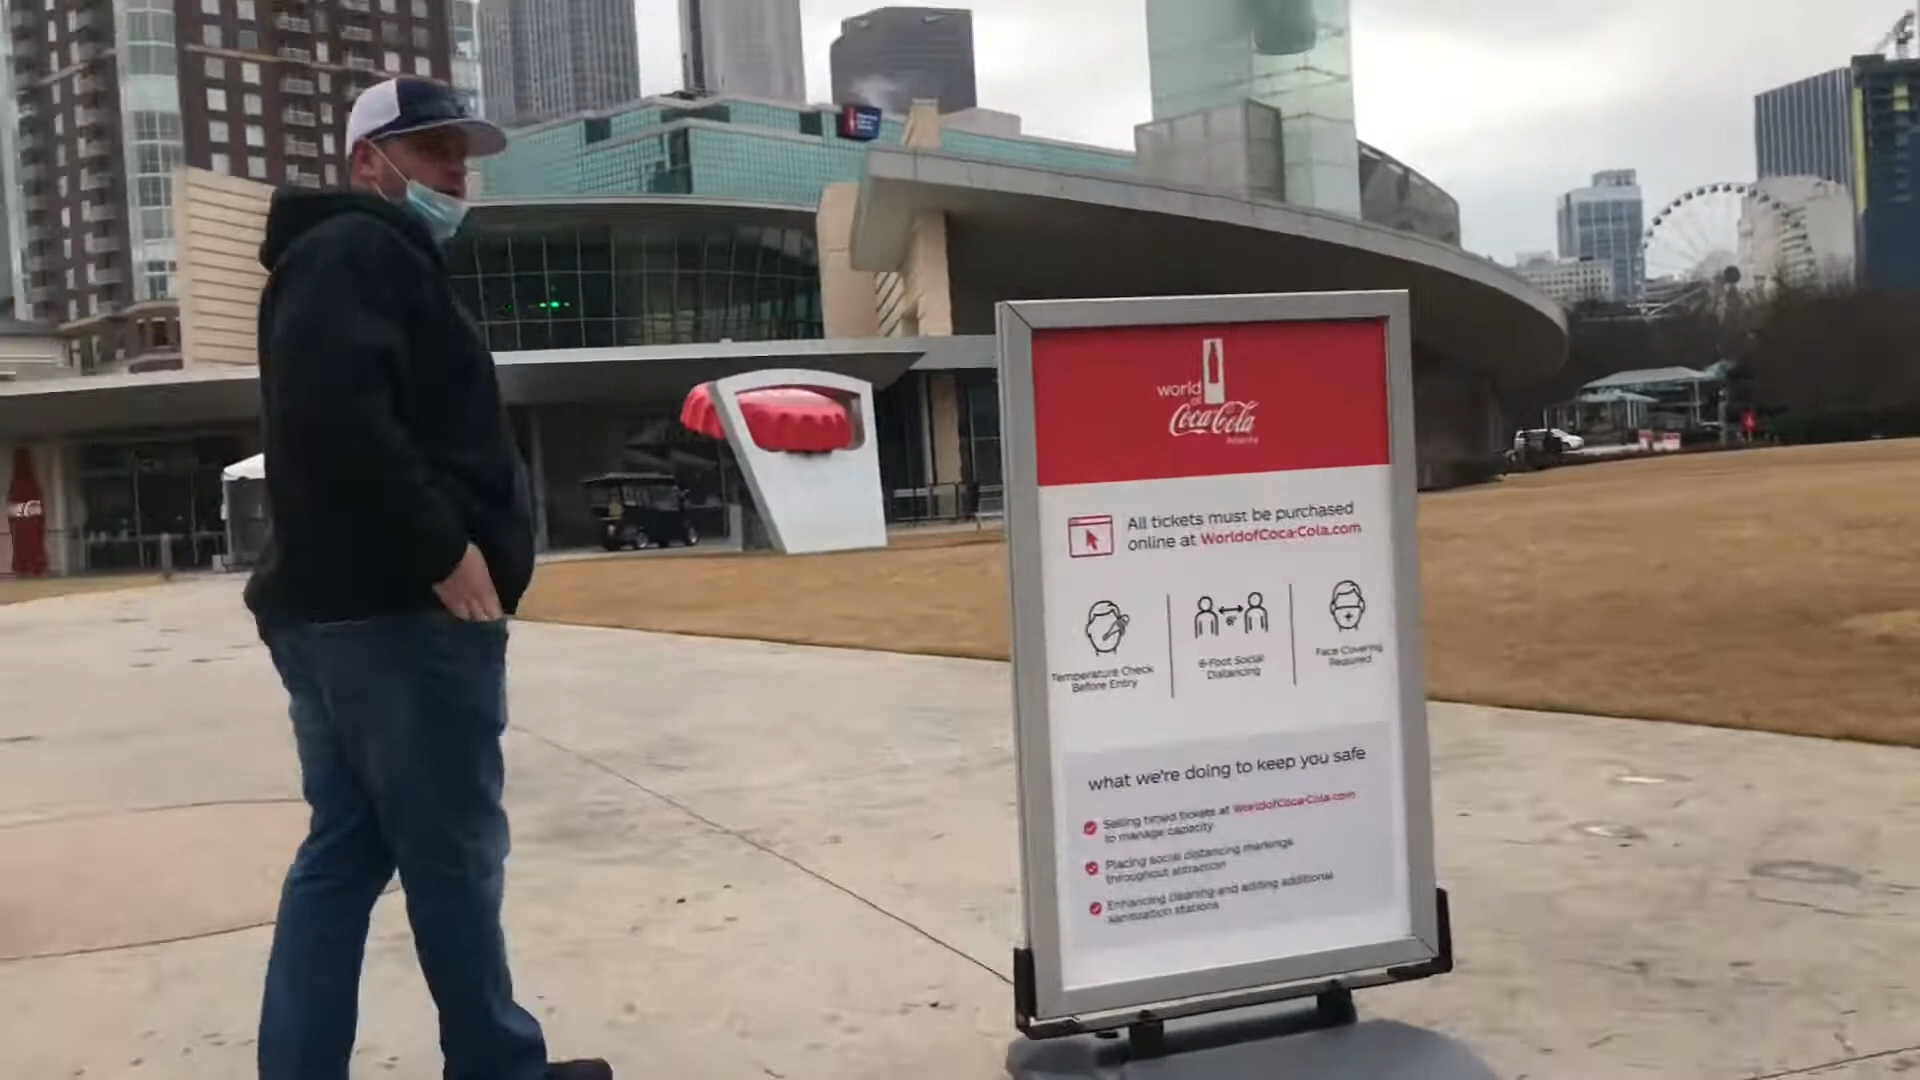 world
of
Coca-Cola
Atlanta
All tickets must be purchased
online at WorldofCoca-Cola.com
6'
Temperature Check
Before Entry
6-Foot Social
Distancing
Face Covering
Required
what we're doing to keep you safe
Selling timed tickets at WorldofCoca-Cola.com
to manage capacity
Placing social distancing markings
throughout attraction
Enhancing cleaning and adding additional
sanitization stations
Coca-Cola